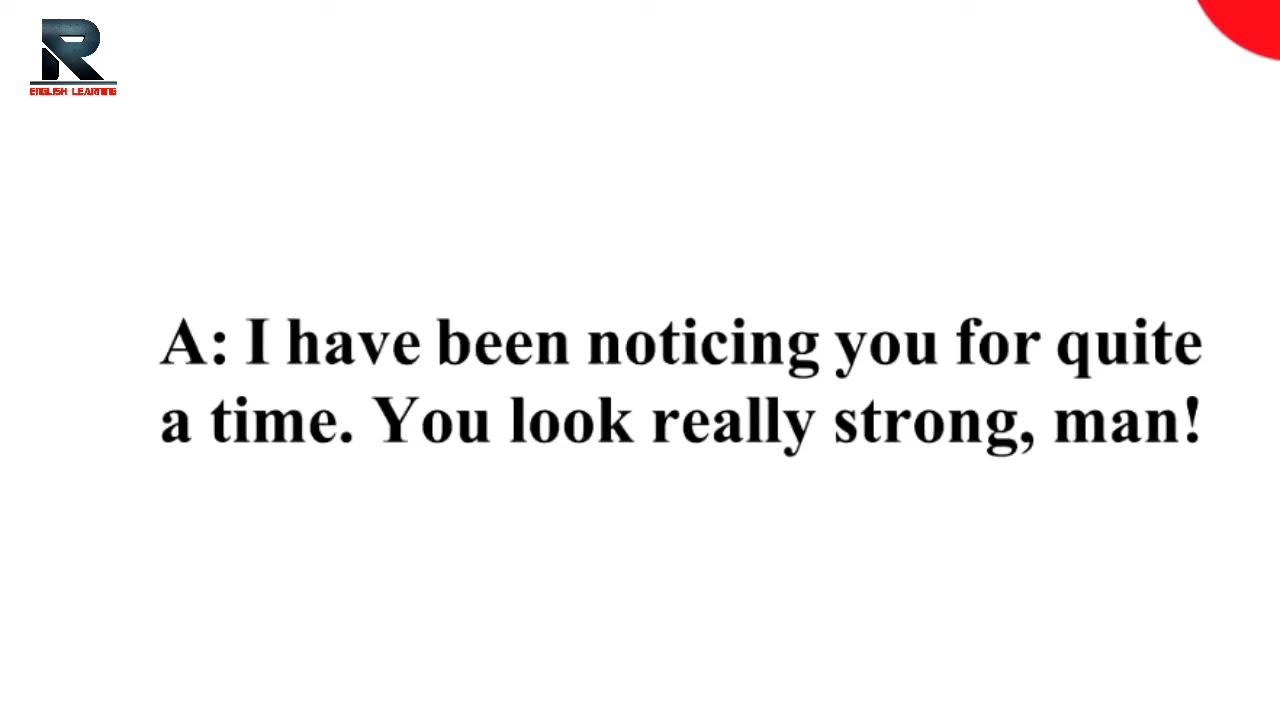 R
ENGLISH LEARNING
A: I have been noticing you for quite
a time. You look really strong, man!